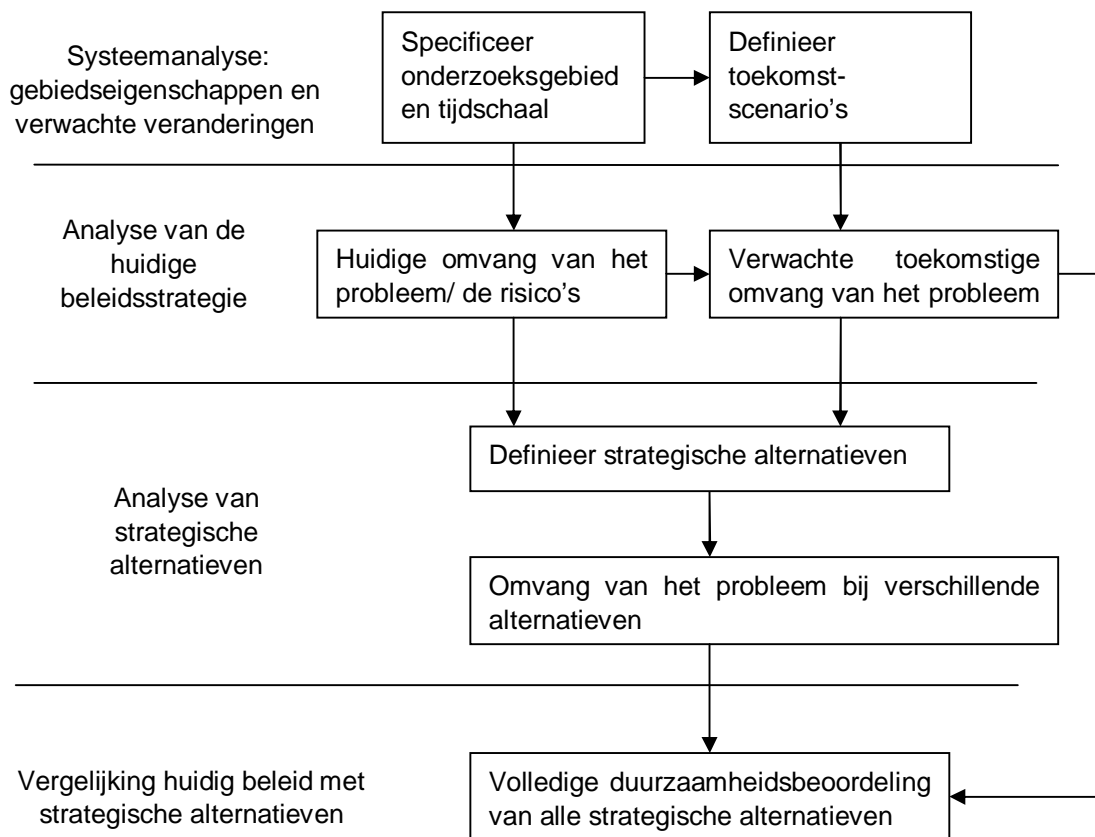 Systeemanalyse:
gebiedseigenschappen en
verwachte veranderingen
Specificeer
onderzoeksgebied
en tijdschaal
Definieer
toekomst-
scenario’s
Analyse van de
huidige
beleidsstrategie
Huidige omvang van het
probleem/ de risico’s
Verwachte toekomstige
omvang van het probleem
Analyse van
strategische
alternatieven
Definieer strategische alternatieven
Omvang van het probleem bij verschillende
alternatieven
Vergelijking huidig beleid met
strategische alternatieven
Volledige duurzaamheidsbeoordeling
van alle strategische alternatieven